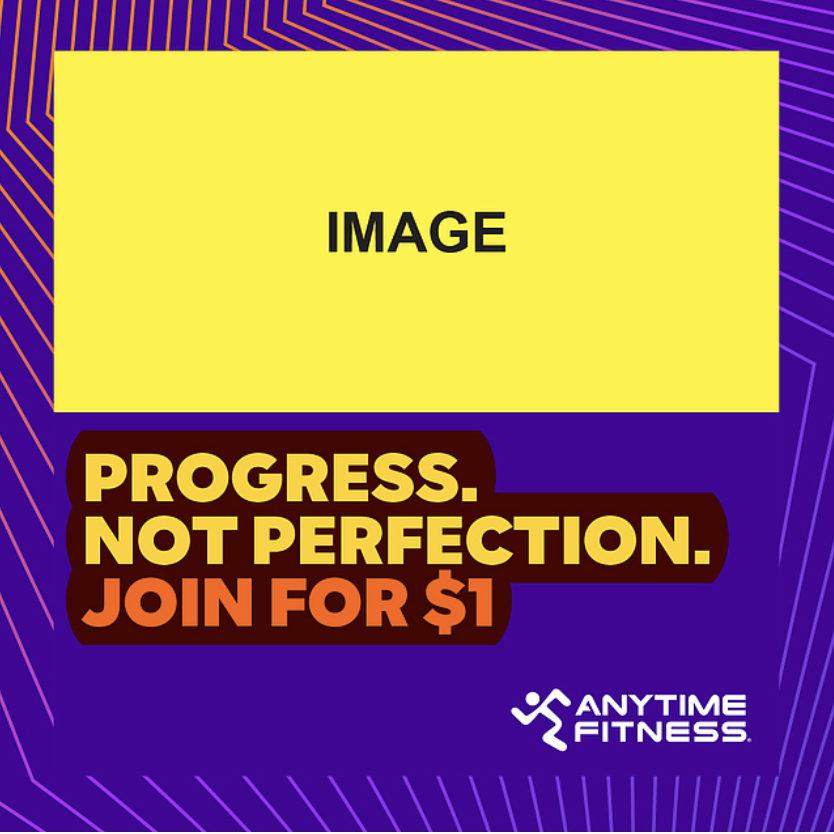 IMAGE
PROGRESS.
NOT PERFECTION.
JOIN FOR $1
ANYTIME
FITNESS®